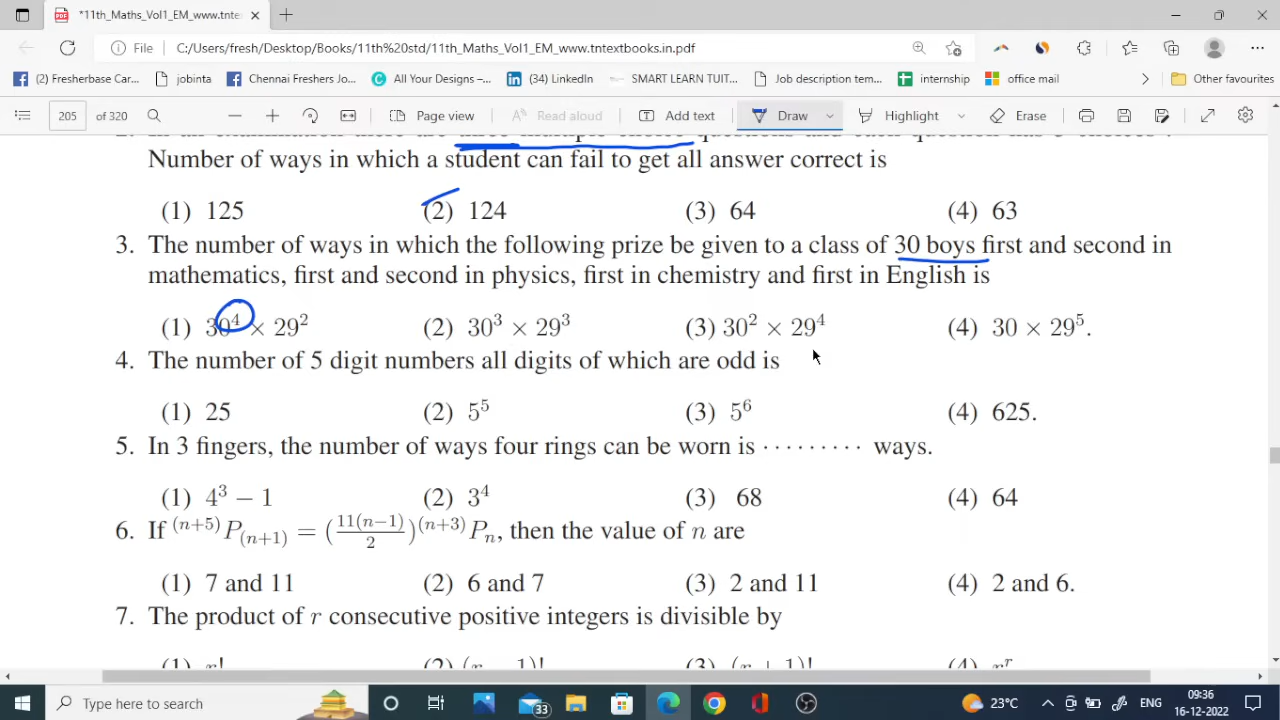 *11th_Maths_Vol1_EM_www.tnte
File C:/Users/fresh/Desktop/Books/11th%20std/11th_Maths_Vol1_EM_www.tntextbooks.in.pdf
(2) Fresherbase Car... jobinta Chennai Freshers Jo... All Your Designs –... (34) LinkedIn SMART LEARN TUIT... Job description tem... internship office mail Other favourites
205 of 320 Page view Read aloud Add text Draw Highlight Erase
Number of ways in which a student can fail to get all answer correct is
(1) 125 (2) 124 (3) 64 (4) 63
3. The number of ways in which the following prize be given to a class of 30 boys first and second in
mathematics, first and second in physics, first in chemistry and first in English is
(1) 30⁴ × 29² (2) 30³ × 29³ (3) 30² × 29⁴ (4) 30 × 29⁵.
4. The number of 5 digit numbers all digits of which are odd is
(1) 25 (2) 5⁵ (3) 5⁶ (4) 625.
5. In 3 fingers, the number of ways four rings can be worn is ········· ways.
(1) 4³ − 1 (2) 3⁴ (3) 68 (4) 64
6. If ⁽ⁿ⁺⁵⁾P₍ₙ₊₁₎ = (11(n−1)/2)⁽ⁿ⁺³⁾Pₙ, then the value of n are
(1) 7 and 11 (2) 6 and 7 (3) 2 and 11 (4) 2 and 6.
7. The product of r consecutive positive integers is divisible by
Type here to search 33 23°C ENG 09:36
16-12-2022